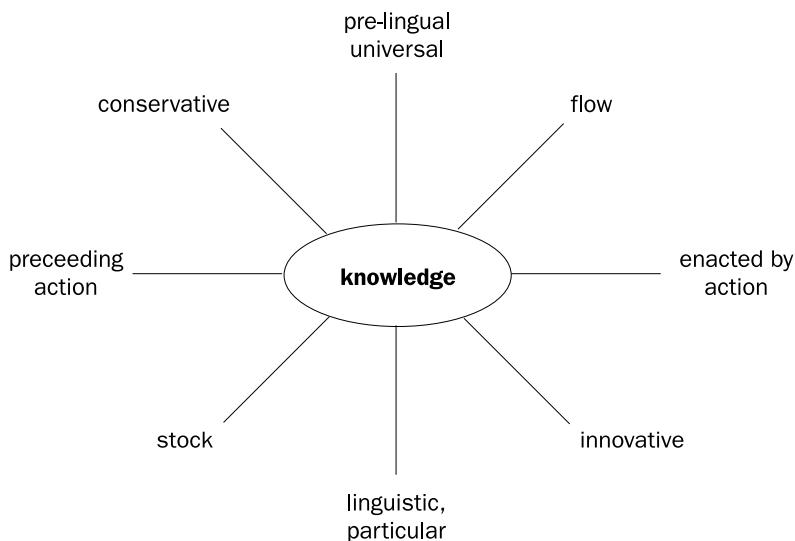 pre-lingual
universal
conservative
flow
preceeding
action
knowledge
enacted by
action
stock
innovative
linguistic,
particular